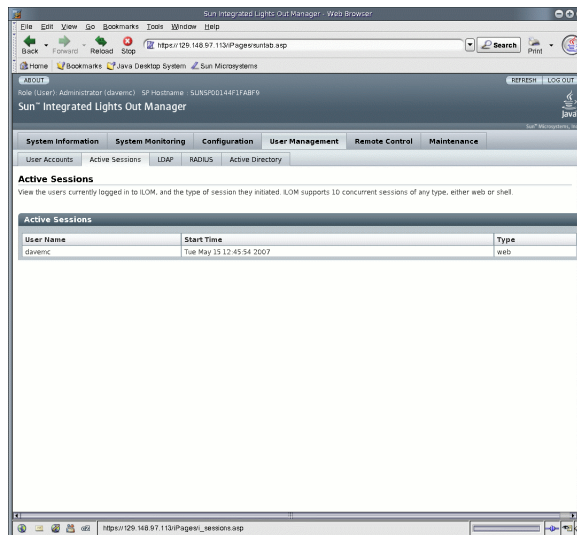 Sun Integrated Lights Out Manager - Web Browser
File Edit View Go Bookmarks Tools Window Help
Back Forward Reload Stop https://129.148.97.113/iPages/suntab.asp Search Print
Home Bookmarks Java Desktop System Sun Microsystems
ABOUT REFRESH LOG OUT
Role (User): Administrator (davemc) SP Hostname : SUNSP00144F1FABF9
Sun™ Integrated Lights Out Manager
Java
Sun™ Microsystems, In
System Information System Monitoring Configuration User Management Remote Control Maintenance
User Accounts Active Sessions LDAP RADIUS Active Directory
Active Sessions
View the users currently logged in to ILOM, and the type of session they initiated. ILOM supports 10 concurrent sessions of any type, either web or shell.
Active Sessions
User Name Start Time Type
davemc Tue May 15 12:45:54 2007 web
https://129.148.97.113/iPages/i_sessions.asp